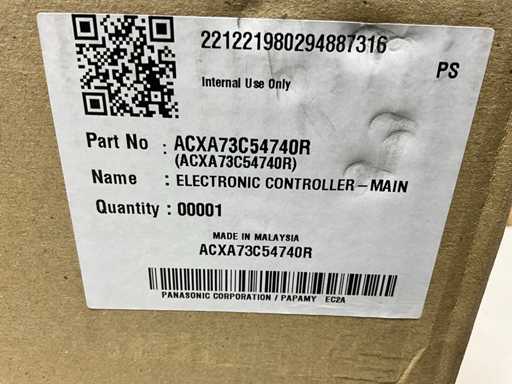 221221980294887316
PS
Internal Use Only
Part No : ACXA73C54740R
(ACXA73C54740R)
Name : ELECTRONIC CONTROLLER-MAIN
Quantity : 00001
MADE IN MALAYSIA
ACXA73C54740R
PANASONIC CORPORATION / PAPAMY EC2A